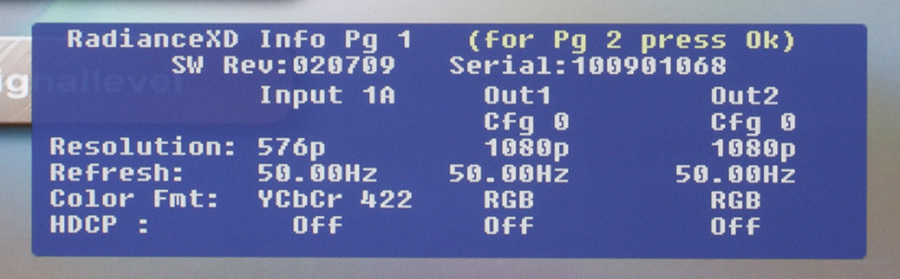 RadianceXD Info Pg 1 (for Pg 2 press Ok)
SW Rev:020709 Serial:100901068
Input 1A Out1 Out2
Cfg 0 Cfg 0
Resolution: 576p 1080p 1080p
Refresh: 50.00Hz 50.00Hz 50.00Hz
Color Fmt: YCbCr 422 RGB RGB
HDCP : Off Off Off
ignallevel